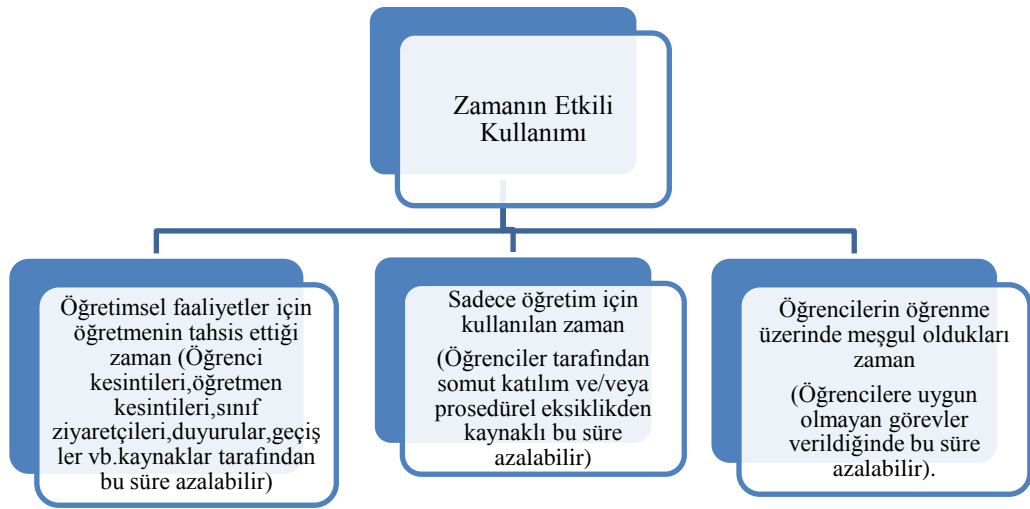 Zamanın Etkili
Kullanımı
Öğretimsel faaliyetler için
öğretmenin tahsis ettiği
zaman (Öğrenci
kesintileri,öğretmen
kesintileri,sınıf
ziyaretçileri,duyurular,geçiş
ler vb.kaynaklar tarafından
bu süre azalabilir)
Sadece öğretim için
kullanılan zaman
(Öğrenciler tarafından
somut katılım ve/veya
prosedürel eksiklikden
kaynaklı bu süre
azalabilir)
Öğrencilerin öğrenme
üzerinde meşgul oldukları
zaman
(Öğrencilere uygun
olmayan görevler
verildiğinde bu süre
azalabilir).